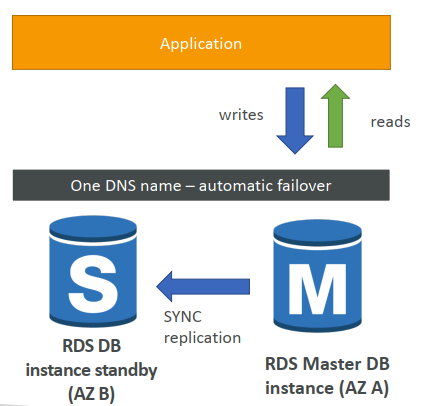 Application
writes
reads
One DNS name – automatic failover
S
M
SYNC
replication
RDS DB
instance standby
(AZ B)
RDS Master DB
instance (AZ A)